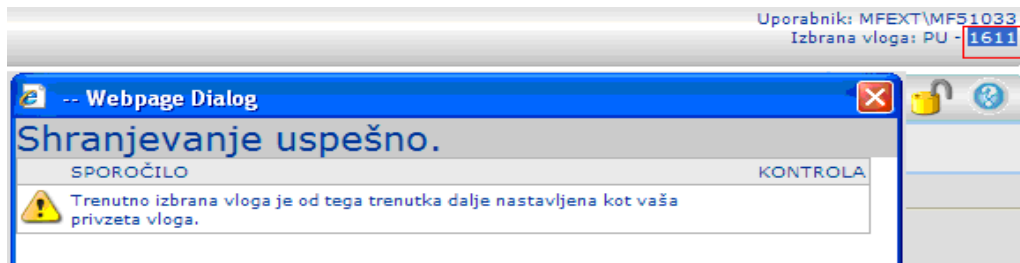 Uporabnik: MFEXT\MF51033
Izbrana vloga: PU - 1611
-- Webpage Dialog
Shranjevanje uspešno.
SPOROČILO KONTROLA
Trenutno izbrana vloga je od tega trenutka dalje nastavljena kot vaša
privzeta vloga.